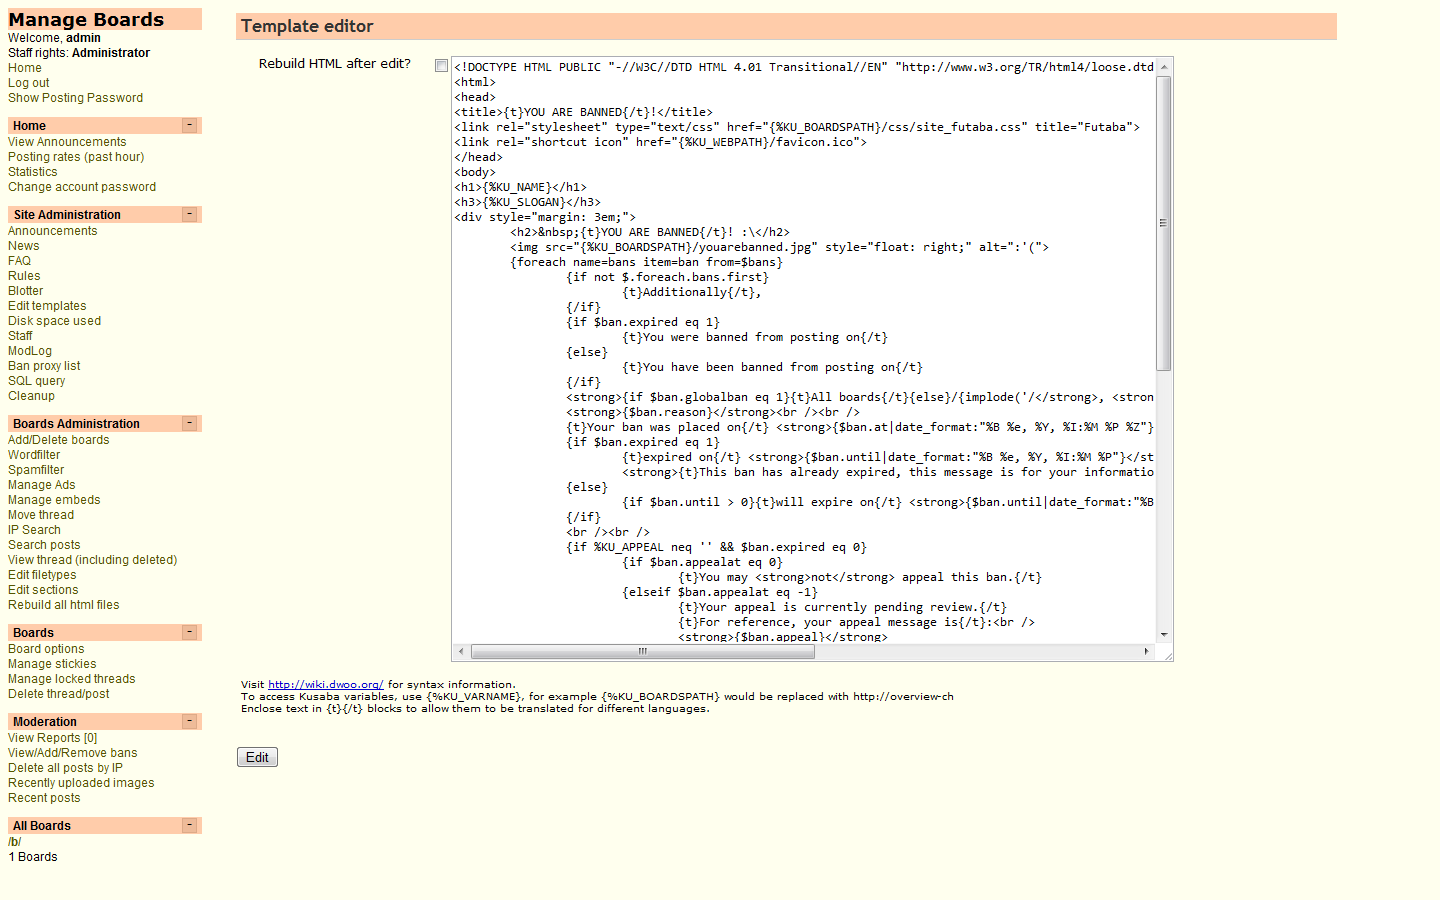 Manage Boards
Welcome, admin
Staff rights: Administrator
Home
Log out
Show Posting Password
Home -
View Announcements
Posting rates (past hour)
Statistics
Change account password
Site Administration -
Announcements
News
FAQ
Rules
Blotter
Edit templates
Disk space used
Staff
ModLog
Ban proxy list
SQL query
Cleanup
Boards Administration -
Add/Delete boards
Wordfilter
Spamfilter
Manage Ads
Manage embeds
Move thread
IP Search
Search posts
View thread (including deleted)
Edit filetypes
Edit sections
Rebuild all html files
Boards -
Board options
Manage stickies
Manage locked threads
Delete thread/post
Moderation -
View Reports [0]
View/Add/Remove bans
Delete all posts by IP
Recently uploaded images
Recent posts
All Boards -
/b/
1 Boards
Template editor
Rebuild HTML after edit?
<!DOCTYPE HTML PUBLIC "-//W3C//DTD HTML 4.01 Transitional//EN" "http://www.w3.org/TR/html4/loose.dtd
<html>
<head>
<title>{t}YOU ARE BANNED{/t}!</title>
<link rel="stylesheet" type="text/css" href="{%KU_BOARDSPATH}/css/site_futaba.css" title="Futaba">
<link rel="shortcut icon" href="{%KU_WEBPATH}/favicon.ico">
</head>
<body>
<h1>{%KU_NAME}</h1>
<h3>{%KU_SLOGAN}</h3>
<div style="margin: 3em;">
<h2>&nbsp;{t}YOU ARE BANNED{/t}! :\</h2>
<img src="{%KU_BOARDSPATH}/youarebanned.jpg" style="float: right;" alt=":'(">
{foreach name=bans item=ban from=$bans}
{if not $.foreach.bans.first}
{t}Additionally{/t},
{/if}
{if $ban.expired eq 1}
{t}You were banned from posting on{/t}
{else}
{t}You have been banned from posting on{/t}
{/if}
<strong>{if $ban.globalban eq 1}{t}All boards{/t}{else}/{implode('/</strong>, <stron
<strong>{$ban.reason}</strong><br /><br />
{t}Your ban was placed on{/t} <strong>{$ban.at|date_format:"%B %e, %Y, %I:%M %P %Z"}
{if $ban.expired eq 1}
{t}expired on{/t} <strong>{$ban.until|date_format:"%B %e, %Y, %I:%M %P"}</st
<strong>{t}This ban has already expired, this message is for your informatio
{else}
{if $ban.until > 0}{t}will expire on{/t} <strong>{$ban.until|date_format:"%B
{/if}
<br /><br />
{if %KU_APPEAL neq '' && $ban.expired eq 0}
{if $ban.appealat eq 0}
{t}You may <strong>not</strong> appeal this ban.{/t}
{elseif $ban.appealat eq -1}
{t}Your appeal is currently pending review.{/t}
{t}For reference, your appeal message is{/t}:<br />
<strong>{$ban.appeal}</strong>
Visit http://wiki.dwoo.org/ for syntax information.
To access Kusaba variables, use {%KU_VARNAME}, for example {%KU_BOARDSPATH} would be replaced with http://overview-ch
Enclose text in {t}{/t} blocks to allow them to be translated for different languages.
Edit